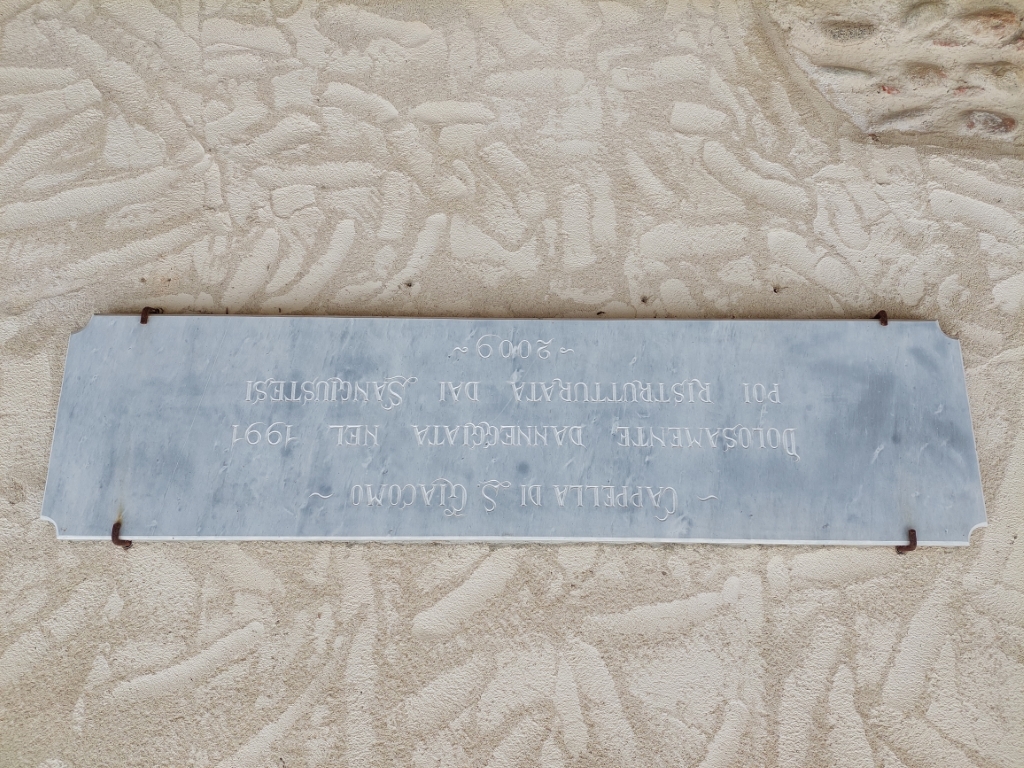 ~ CAPPELLA DI S. GIACOMO ~
DOLOSAMENTE DANNEGGIATA NEL 1991
POI RISTRUTTURATA DAI SANGIUSTESI
~ 2009 ~